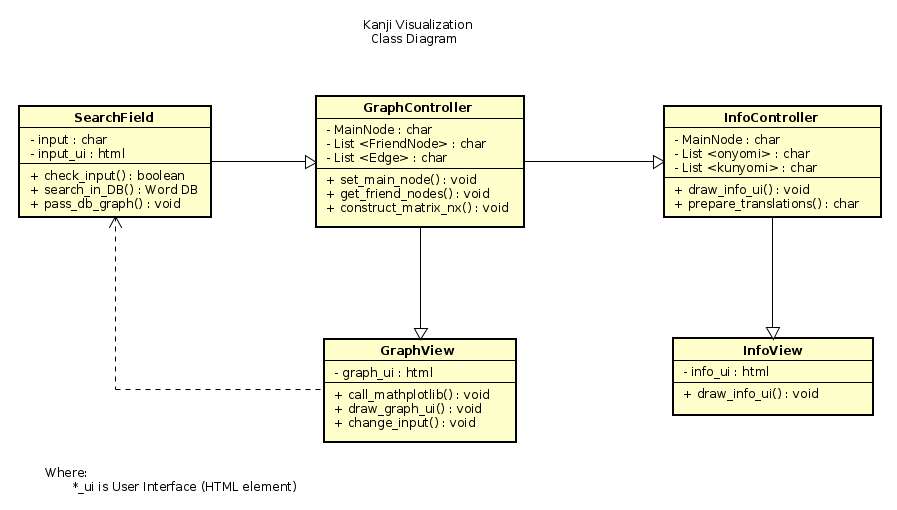 Kanji Visualization
Class Diagram
SearchField
- input : char
- input_ui : html
+ check_input() : boolean
+ search_in_DB() : Word DB
+ pass_db_graph() : void
GraphController
- MainNode : char
- List <FriendNode> : char
- List <Edge> : char
+ set_main_node() : void
+ get_friend_nodes() : void
+ construct_matrix_nx() : void
InfoController
- MainNode : char
- List <onyomi> : char
- List <kunyomi> : char
+ draw_info_ui() : void
+ prepare_translations() : char
GraphView
- graph_ui : html
+ call_mathplotlib() : void
+ draw_graph_ui() : void
+ change_input() : void
InfoView
- info_ui : html
+ draw_info_ui() : void
Where:
*_ui is User Interface (HTML element)